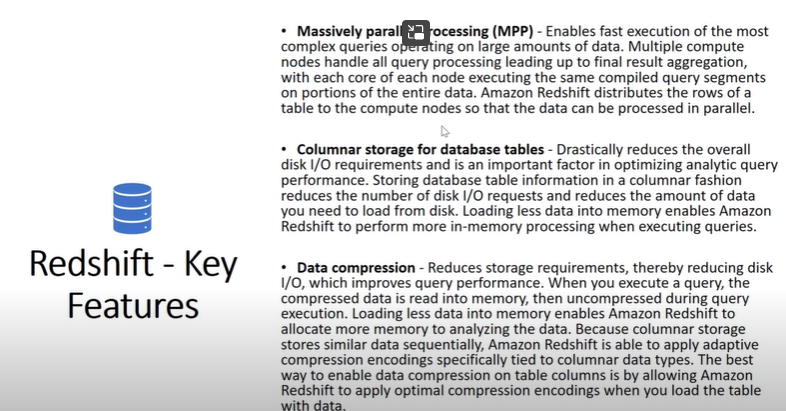 Redshift - Key
Features
• Massively parall rocessing (MPP) - Enables fast execution of the most
complex queries operating on large amounts of data. Multiple compute
nodes handle all query processing leading up to final result aggregation,
with each core of each node executing the same compiled query segments
on portions of the entire data. Amazon Redshift distributes the rows of a
table to the compute nodes so that the data can be processed in parallel.
• Columnar storage for database tables - Drastically reduces the overall
disk I/O requirements and is an important factor in optimizing analytic query
performance. Storing database table information in a columnar fashion
reduces the number of disk I/O requests and reduces the amount of data
you need to load from disk. Loading less data into memory enables Amazon
Redshift to perform more in-memory processing when executing queries.
• Data compression - Reduces storage requirements, thereby reducing disk
I/O, which improves query performance. When you execute a query, the
compressed data is read into memory, then uncompressed during query
execution. Loading less data into memory enables Amazon Redshift to
allocate more memory to analyzing the data. Because columnar storage
stores similar data sequentially, Amazon Redshift is able to apply adaptive
compression encodings specifically tied to columnar data types. The best
way to enable data compression on table columns is by allowing Amazon
Redshift to apply optimal compression encodings when you load the table
with data.